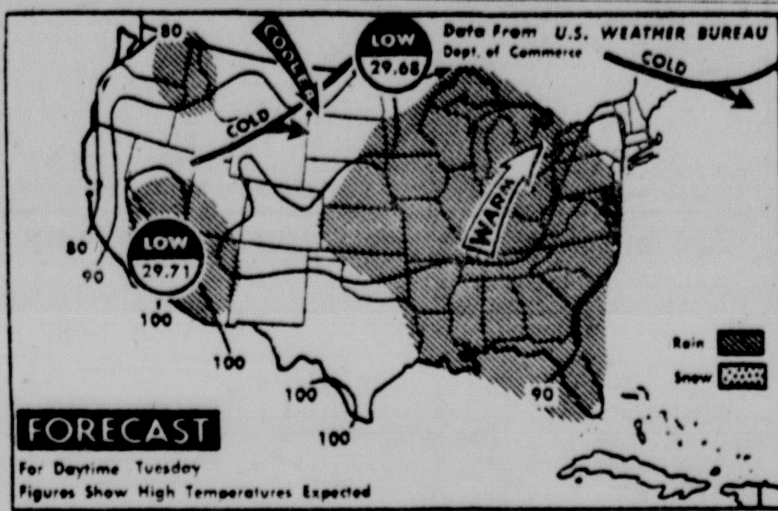 Data From U.S. WEATHER BUREAU
Dept. of Commerce
80
COOLER
LOW
29.68
COLD
COLD
WARM
80
90
LOW
29.71
100
100
100
100
90
Rain
Snow
FORECAST
For Daytime Tuesday
Figures Show High Temperatures Expected